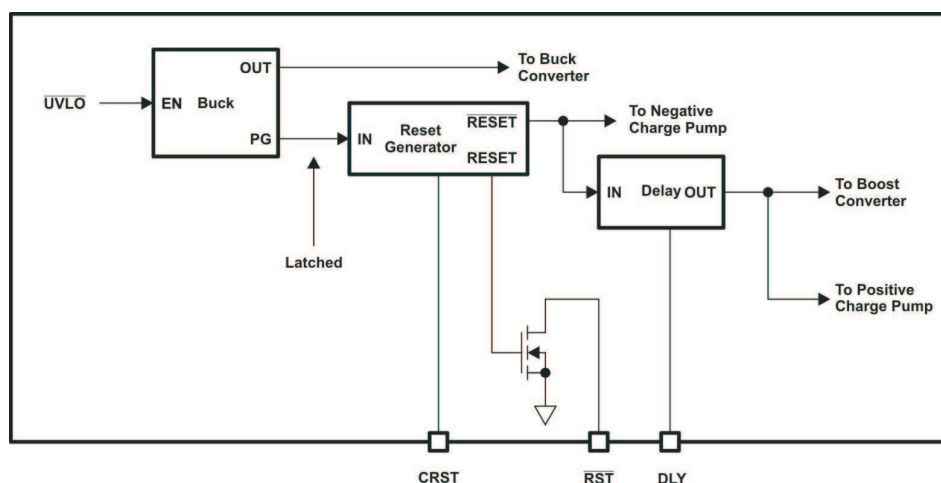 OUT
To Buck
Converter
UVLO
EN
Buck
PG
IN
Reset
Generator
RESET
RESET
To Negative
Charge Pump
IN
Delay
OUT
To Boost
Converter
Latched
To Positive
Charge Pump
CRST
RST
DLY